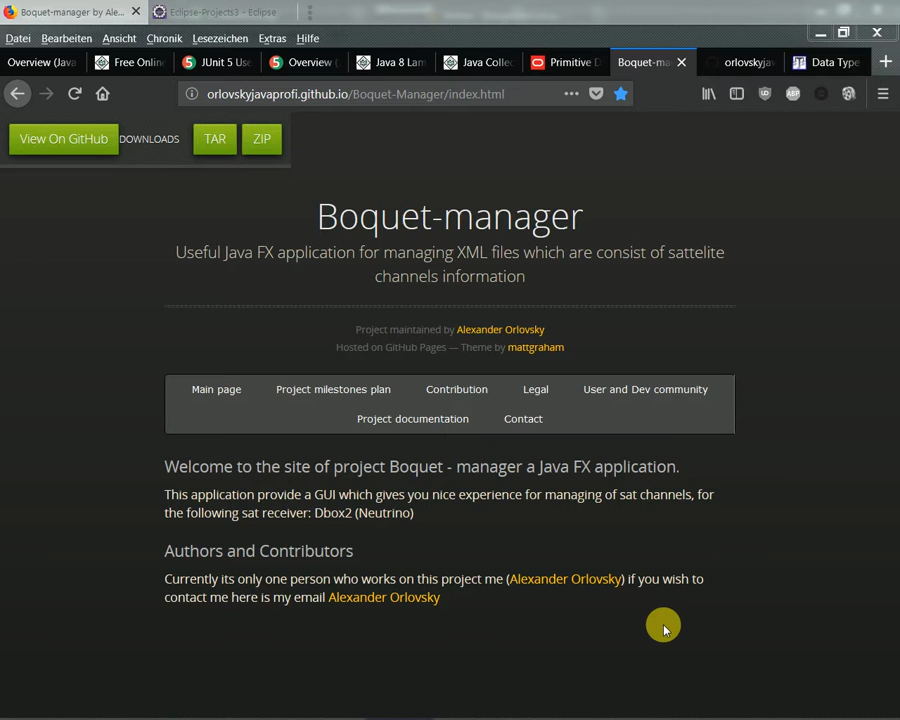 Boquet-manager by Ale...
Eclipse-Projects3 - Eclipse
Datei Bearbeiten Ansicht Chronik Lesezeichen Extras Hilfe
Overview (Java Free Onlin JUnit 5 Use Overview ( Java 8 Lam Java Collec Primitive D Boquet-ma orlovskyjav Data Type
orlovskyjavaprofi.github.io/Boquet-Manager/index.html
View On GitHub DOWNLOADS TAR ZIP
Boquet-manager
Useful Java FX application for managing XML files which are consist of sattelite
channels information
Project maintained by Alexander Orlovsky
Hosted on GitHub Pages — Theme by mattgraham
Main page Project milestones plan Contribution Legal User and Dev community
Project documentation Contact
Welcome to the site of project Boquet - manager a Java FX application.
This application provide a GUI which gives you nice experience for managing of sat channels, for
the following sat receiver: Dbox2 (Neutrino)
Authors and Contributors
Currently its only one person who works on this project me (Alexander Orlovsky) if you wish to
contact me here is my email Alexander Orlovsky